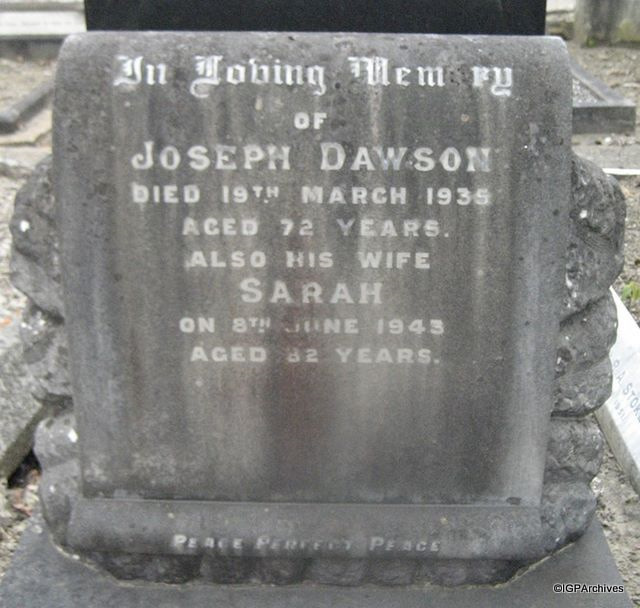 In Loving Memory
OF
JOSEPH DAWSON
DIED 19TH MARCH 1935
AGED 72 YEARS.
ALSO HIS WIFE
SARAH
ON 8TH JUNE 1943
AGED 82 YEARS.
PEACE PERFECT PEACE
©IGPArchives